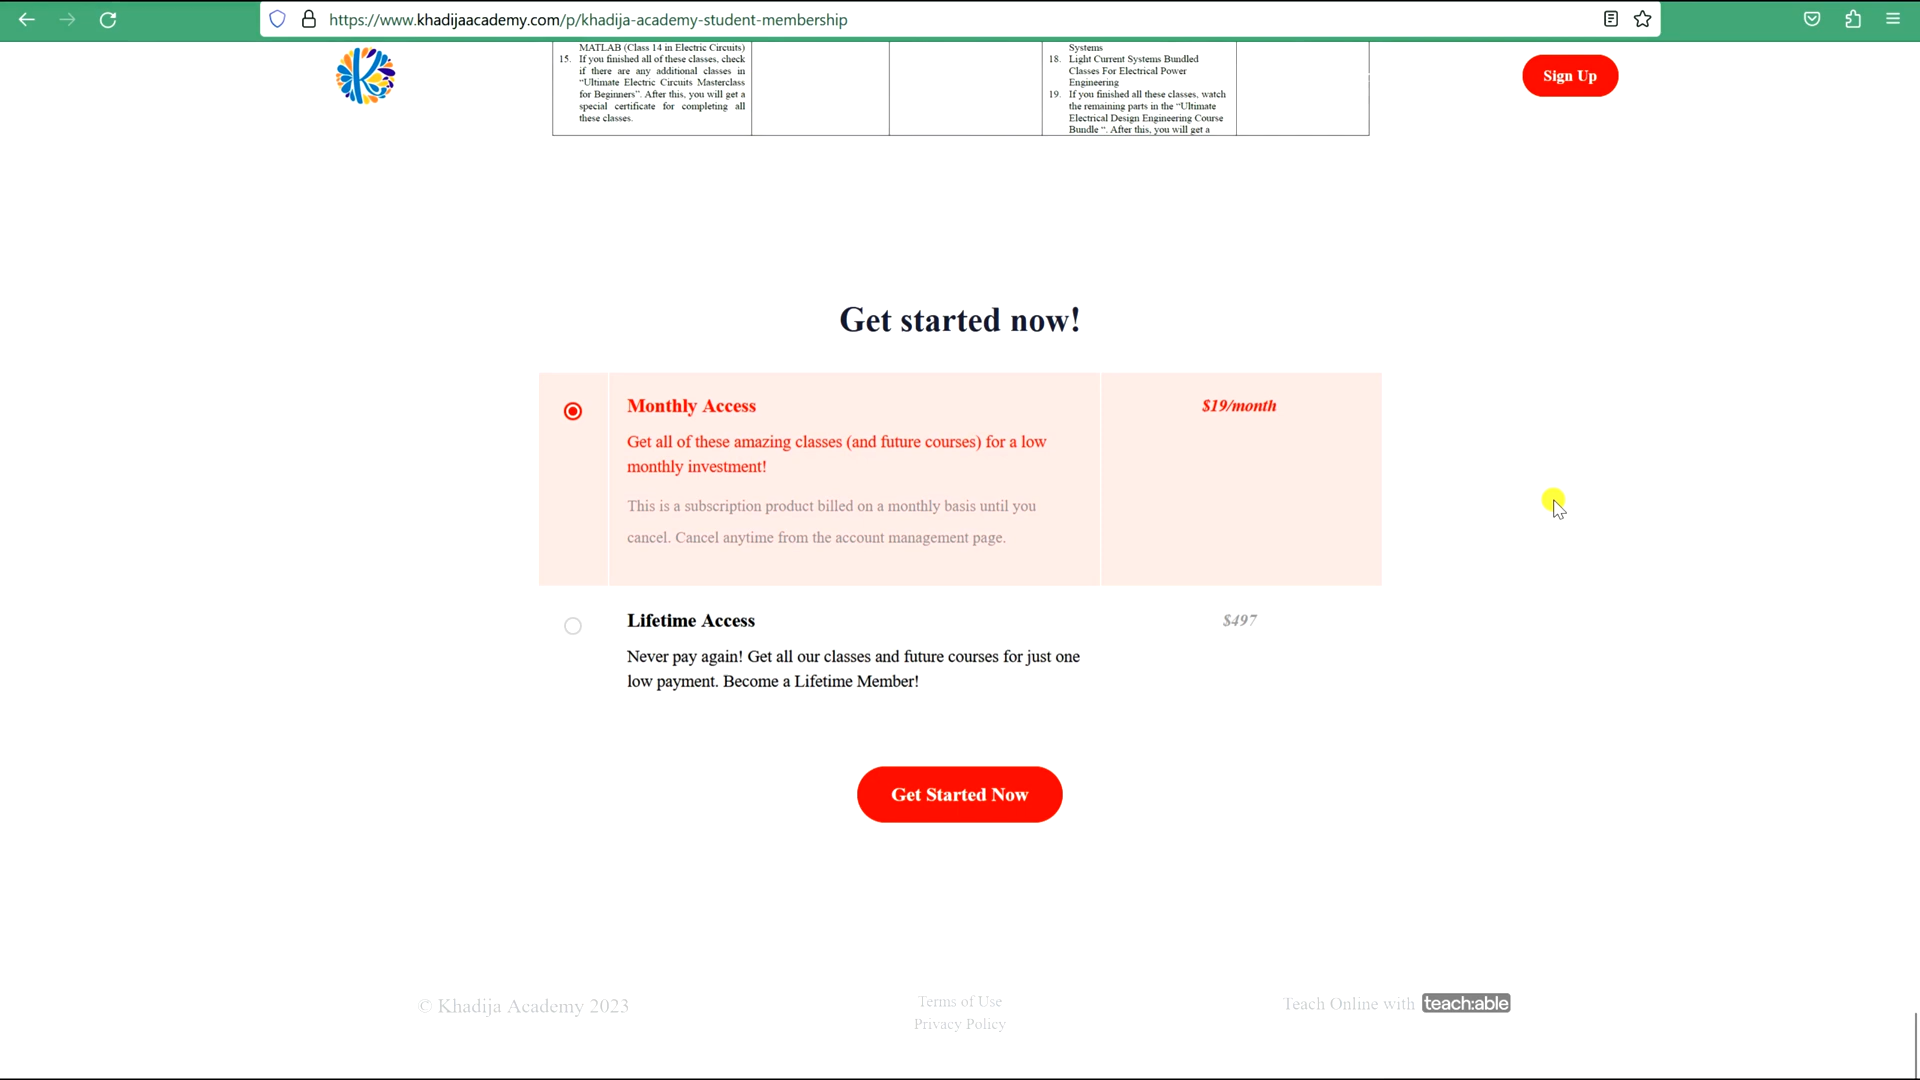 https://www.khadijaacademy.com/p/khadija-academy-student-membership
MATLAB (Class 14 in Electric Circuits)
15. If you finished all of these classes, check
if there are any additional classes in
“Ultimate Electric Circuits Masterclass
for Beginners”. After this, you will get a
special certificate for completing all
these classes.
Systems
18. Light Current Systems Bundled
Classes For Electrical Power
Engineering
19. If you finished all these classes, watch
the remaining parts in the “Ultimate
Electrical Design Engineering Course
Bundle “. After this, you will get a
Sign Up
Get started now!
Monthly Access
$19/month
Get all of these amazing classes (and future courses) for a low
monthly investment!
This is a subscription product billed on a monthly basis until you
cancel. Cancel anytime from the account management page.
Lifetime Access
$497
Never pay again! Get all our classes and future courses for just one
low payment. Become a Lifetime Member!
Get Started Now
© Khadija Academy 2023
Terms of Use
Privacy Policy
Teach Online with teach:able